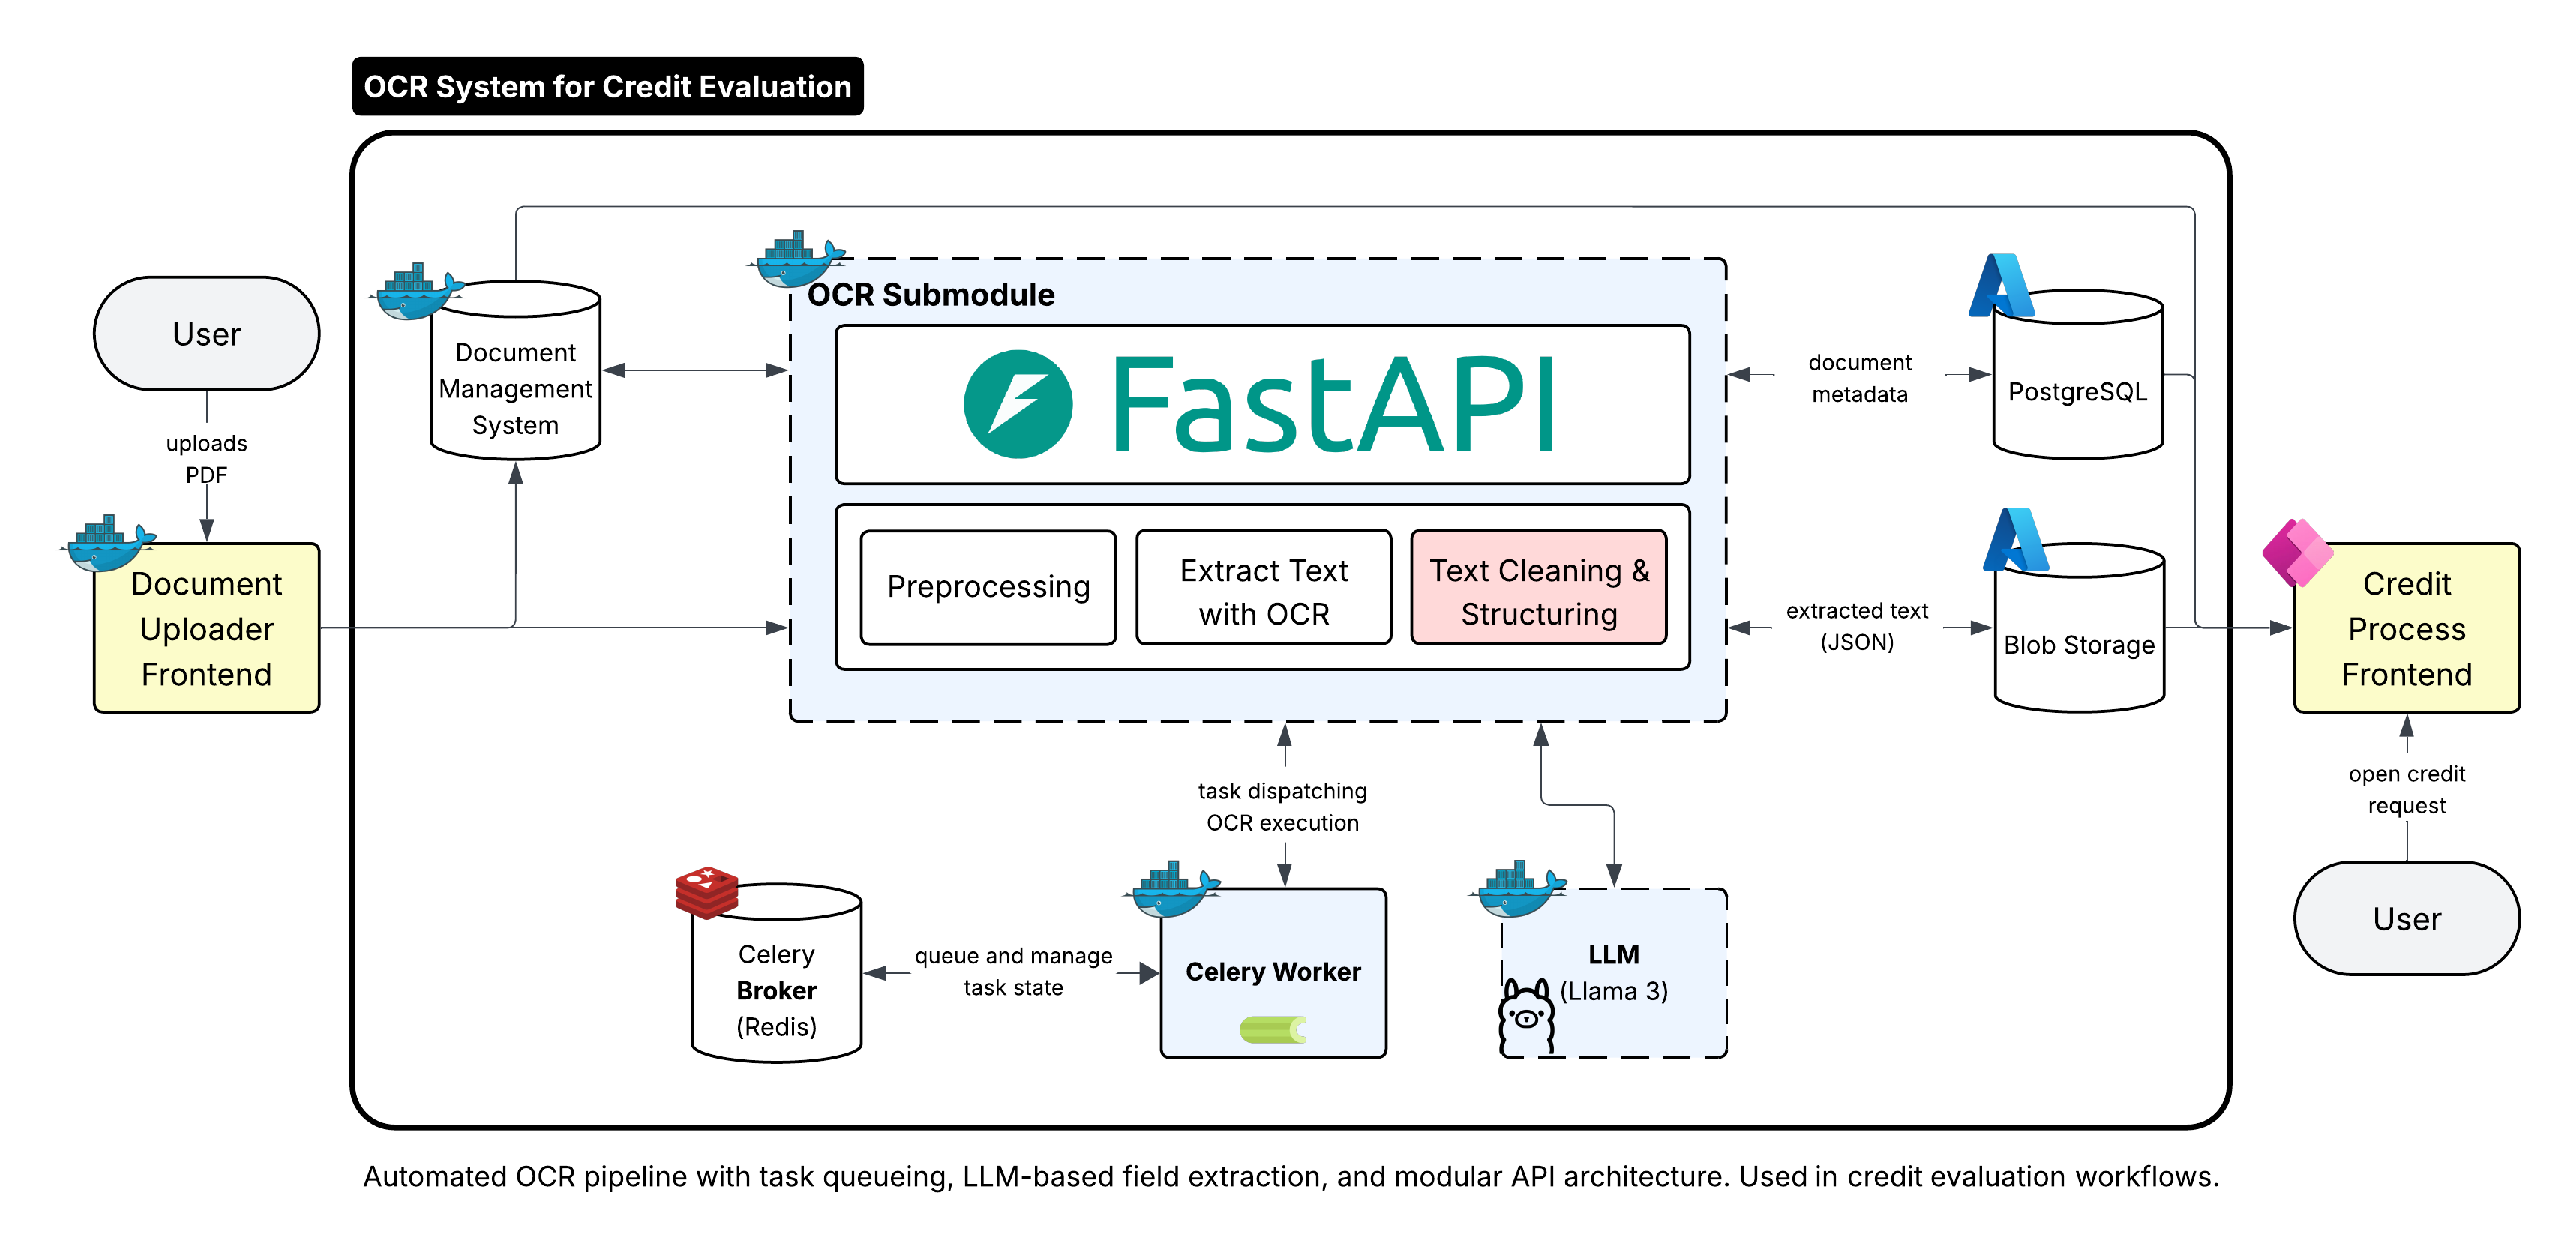 OCR System for Credit Evaluation
User
uploads
PDF
Document
Uploader
Frontend
Document
Management
System
OCR Submodule
FastAPI
Preprocessing
Extract Text
with OCR
Text Cleaning &
Structuring
document
metadata
PostgreSQL
extracted text
(JSON)
Blob Storage
Credit
Process
Frontend
open credit
request
User
task dispatching
OCR execution
Celery
Broker
(Redis)
queue and manage
task state
Celery Worker
LLM
(Llama 3)
Automated OCR pipeline with task queueing, LLM-based field extraction, and modular API architecture. Used in credit evaluation workflows.